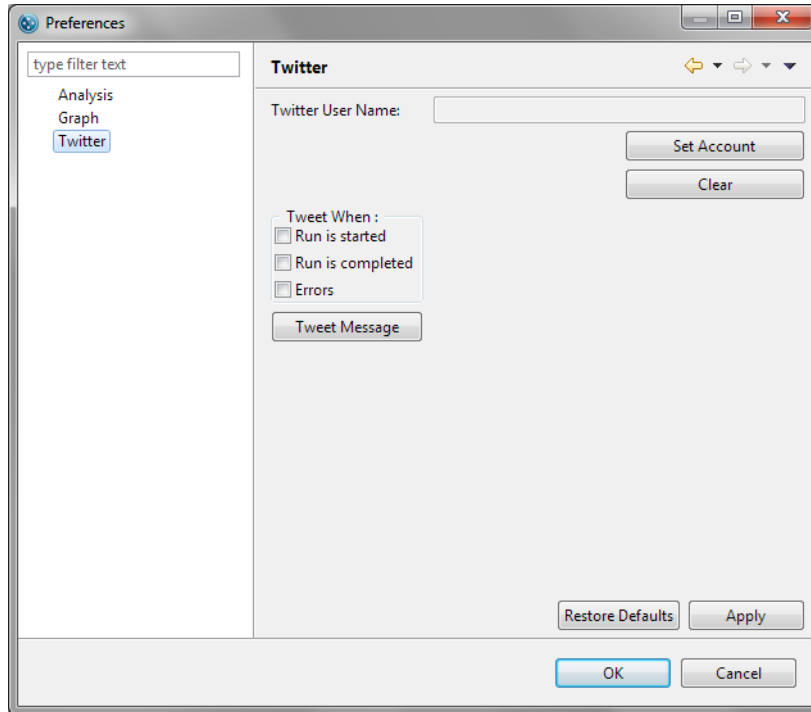 Preferences
type filter text
Analysis
Graph
Twitter
Twitter
Twitter User Name:
Set Account
Clear
Tweet When :
Run is started
Run is completed
Errors
Tweet Message
Restore Defaults
Apply
OK
Cancel